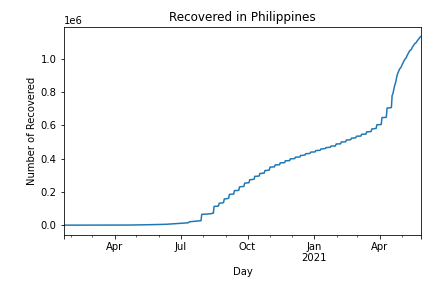 Recovered in Philippines
1e6
1.0
0.8
0.6
0.4
0.2
0.0
Number of Recovered
Apr Jul Oct Jan Apr
2021
Day